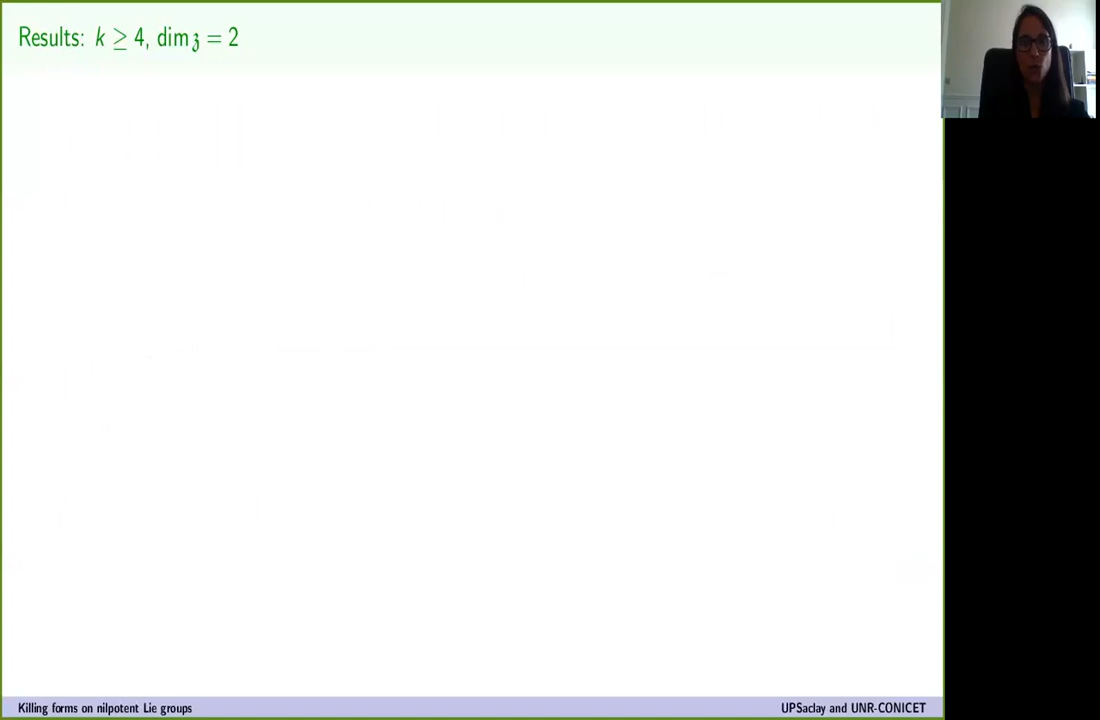 Results: k ≥ 4, dim 𝔷 = 2
Killing forms on nilpotent Lie groups
UPSaclay and UNR-CONICET